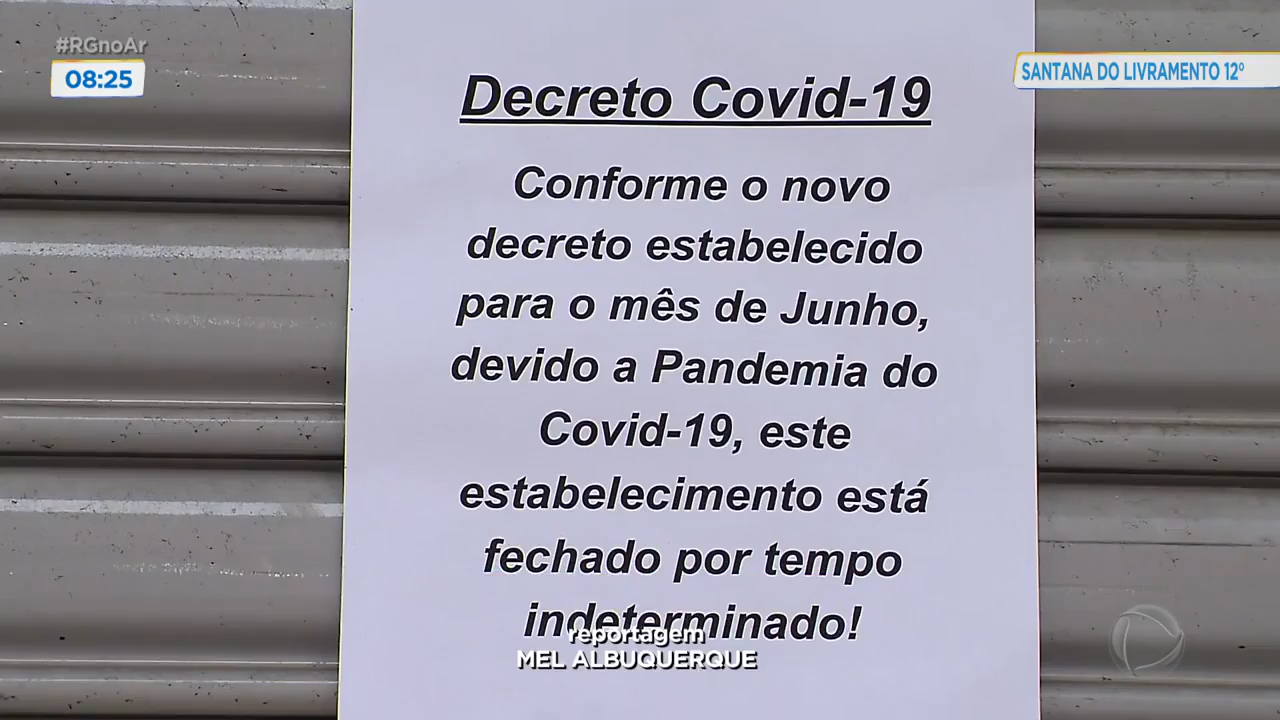 #RGnoAr
08:25
SANTANA DO LIVRAMENTO 12º
Decreto Covid-19
Conforme o novo
decreto estabelecido
para o mês de Junho,
devido a Pandemia do
Covid-19, este
estabelecimento está
fechado por tempo
indeterminado!
reportagem
MEL ALBUQUERQUE